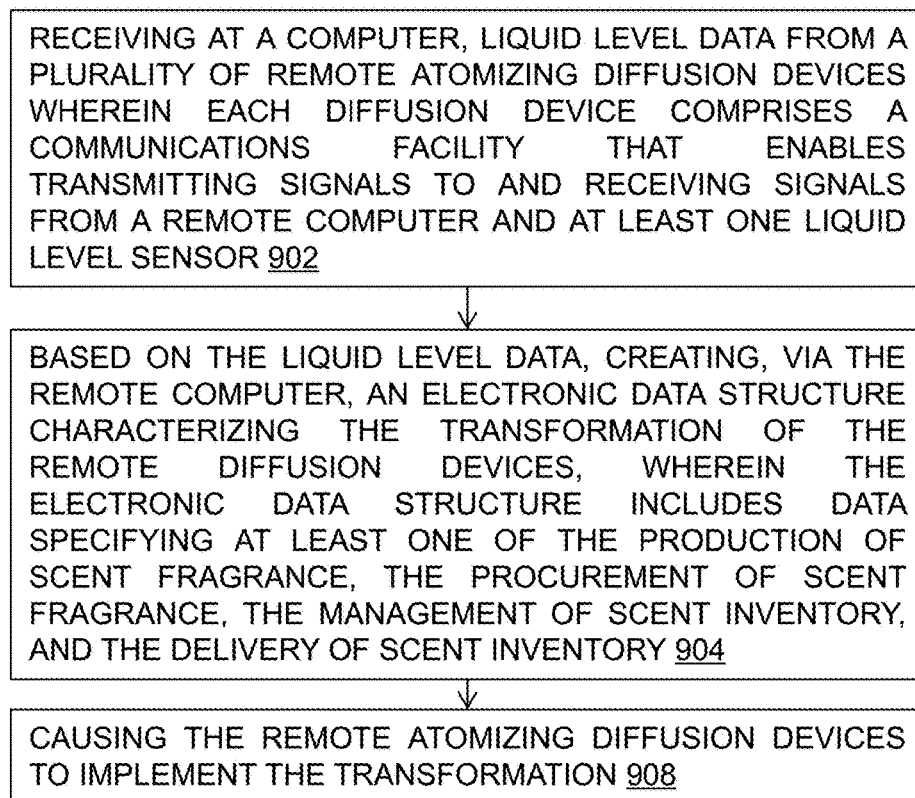 RECEIVING AT A COMPUTER, LIQUID LEVEL DATA FROM A
PLURALITY OF REMOTE ATOMIZING DIFFUSION DEVICES
WHEREIN EACH DIFFUSION DEVICE COMPRISES A
COMMUNICATIONS FACILITY THAT ENABLES
TRANSMITTING SIGNALS TO AND RECEIVING SIGNALS
FROM A REMOTE COMPUTER AND AT LEAST ONE LIQUID
LEVEL SENSOR 902
BASED ON THE LIQUID LEVEL DATA, CREATING, VIA THE
REMOTE COMPUTER, AN ELECTRONIC DATA STRUCTURE
CHARACTERIZING THE TRANSFORMATION OF THE
REMOTE DIFFUSION DEVICES, WHEREIN THE
ELECTRONIC DATA STRUCTURE INCLUDES DATA
SPECIFYING AT LEAST ONE OF THE PRODUCTION OF
SCENT FRAGRANCE, THE PROCUREMENT OF SCENT
FRAGRANCE, THE MANAGEMENT OF SCENT INVENTORY,
AND THE DELIVERY OF SCENT INVENTORY 904
CAUSING THE REMOTE ATOMIZING DIFFUSION DEVICES
TO IMPLEMENT THE TRANSFORMATION 908